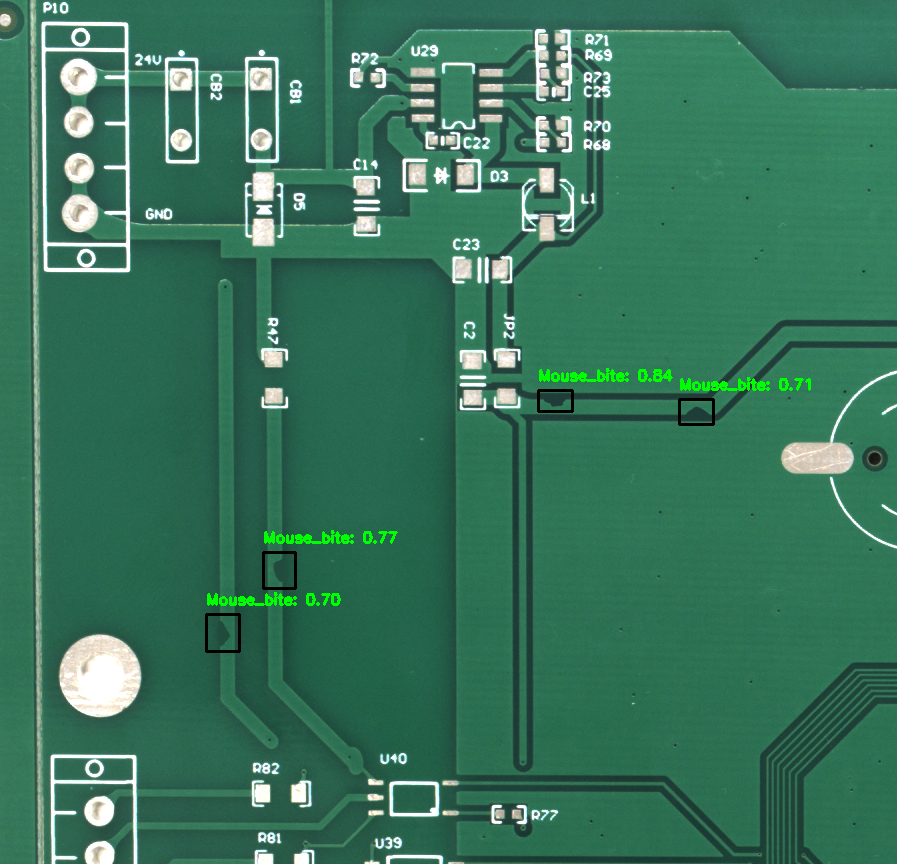 P10
24V
CB2
CB1
R72
U29
R71
R69
R73
C25
R70
R68
C22
C14
D3
L1
D5
GND
C23
R47
C2
JP2
Mouse_bite: 0.84
Mouse_bite: 0.71
Mouse_bite: 0.77
Mouse_bite: 0.70
U40
R82
R77
R81
U39